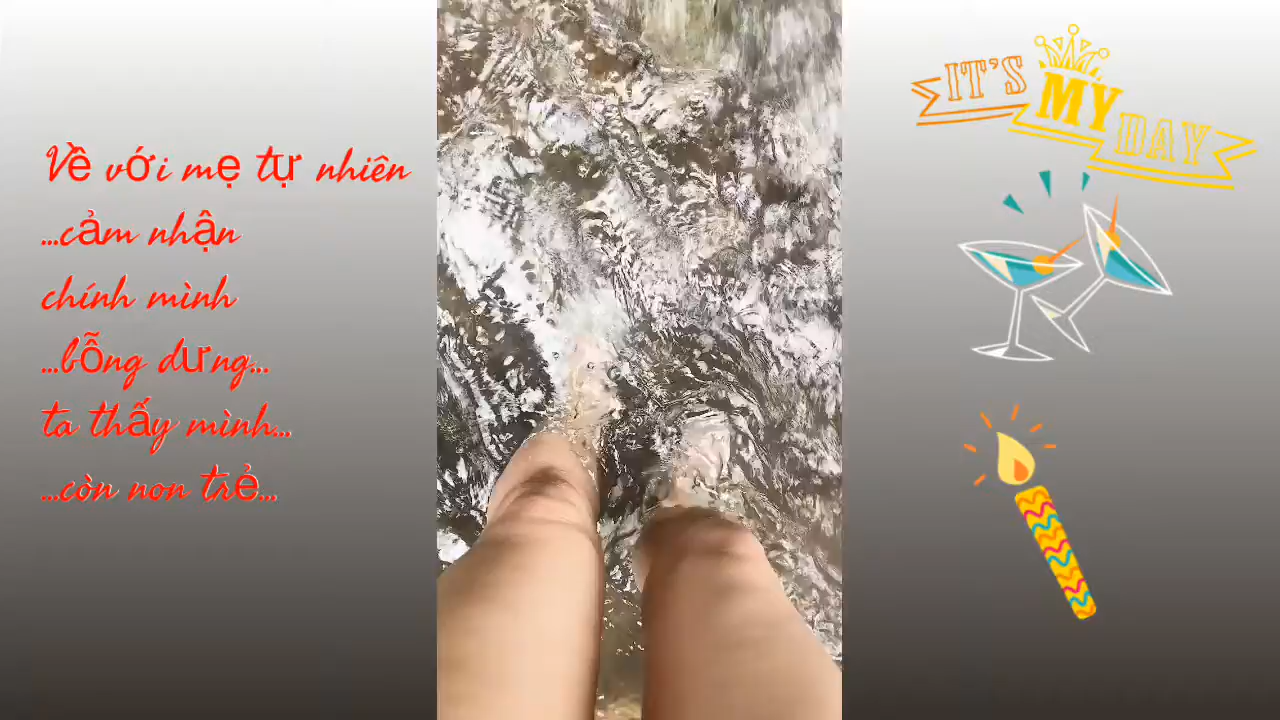 Về với mẹ tự nhiên
...cảm nhận
chính mình
...bỗng dưng...
ta thấy mình...
...còn non trẻ...
IT'S MY DAY